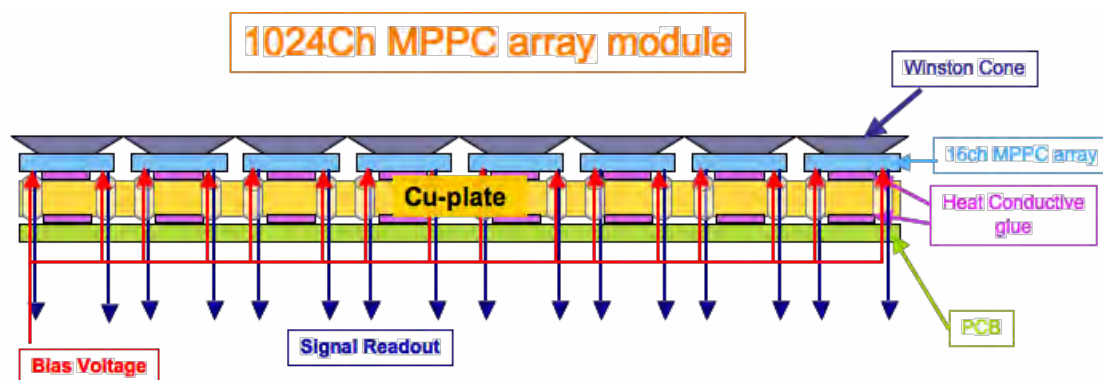 1024Ch MPPC array module
Winston Cone
16ch MPPC array
Cu-plate
Heat Conductive
glue
PCB
Signal Readout
Bias Voltage